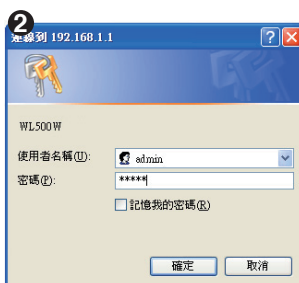 2
連線到 192.168.1.1
WL500W
使用者名稱(U):
admin
密碼(P):
*****
記憶我的密碼(R)
確定
取消